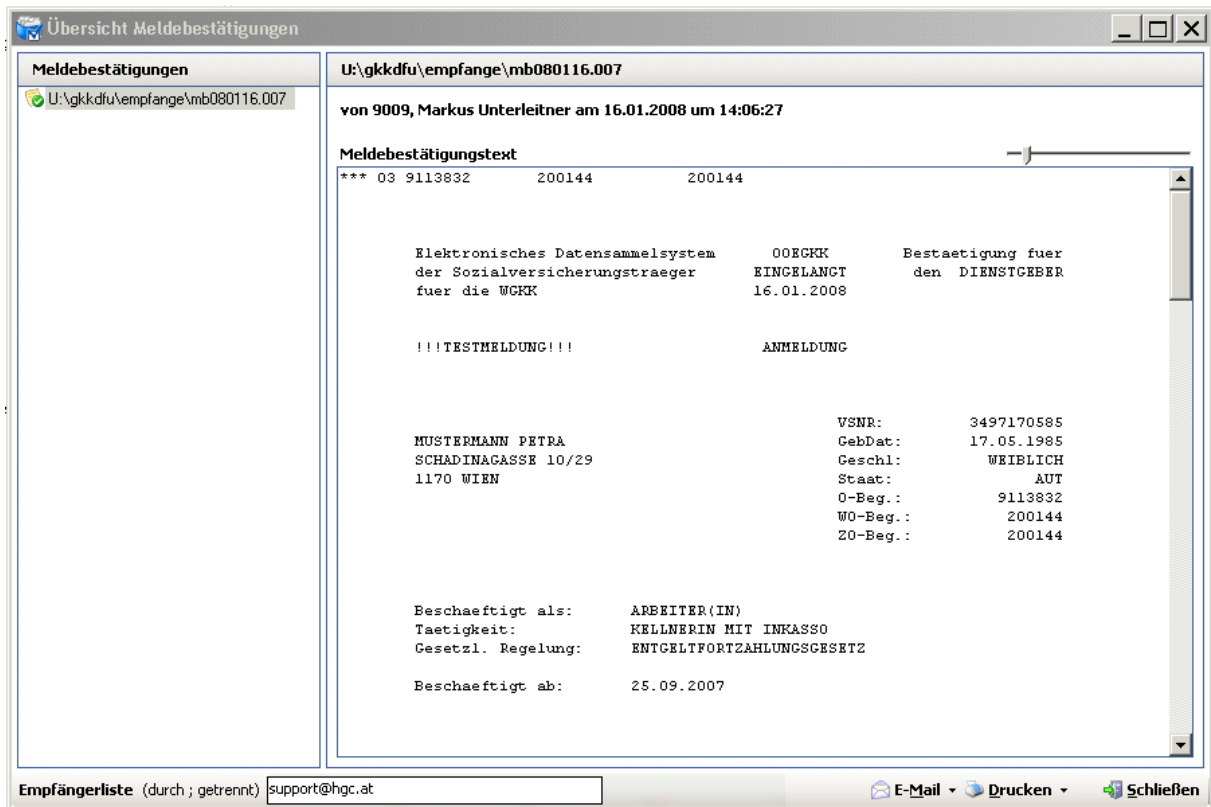 Übersicht Meldebestätigungen
Meldebestätigungen
U:\gkkdfu\empfange\mb080116.007
U:\gkkdfu\empfange\mb080116.007
von 9009, Markus Unterleitner am 16.01.2008 um 14:06:27
Meldebestätigungstext
*** 03 9113832 200144 200144
Elektronisches Datensammelsystem OOEGKK Bestaetigung fuer
der Sozialversicherungstraeger EINGELANGT den DIENSTGEBER
fuer die WGKK 16.01.2008
!!!TESTMELDUNG!!! ANMELDUNG
VSNR: 3497170585
MUSTERMANN PETRA GebDat: 17.05.1985
SCHADINAGASSE 10/29 Geschl: WEIBLICH
1170 WIEN Staat: AUT
O-Beg.: 9113832
WO-Beg.: 200144
ZO-Beg.: 200144
Beschaeftigt als: ARBEITER(IN)
Taetigkeit: KELLNERIN MIT INKASSO
Gesetzl. Regelung: ENTGELTFORTZAHLUNGSGESETZ
Beschaeftigt ab: 25.09.2007
Empfängerliste (durch ; getrennt) support@hgc.at E-Mail Drucken Schließen